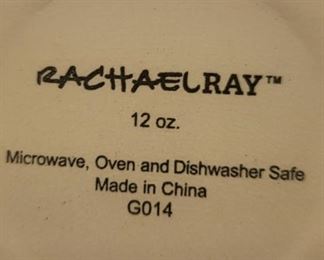 RACHAELRAY™
12 oz.
Microwave, Oven and Dishwasher Safe
Made in China
G014